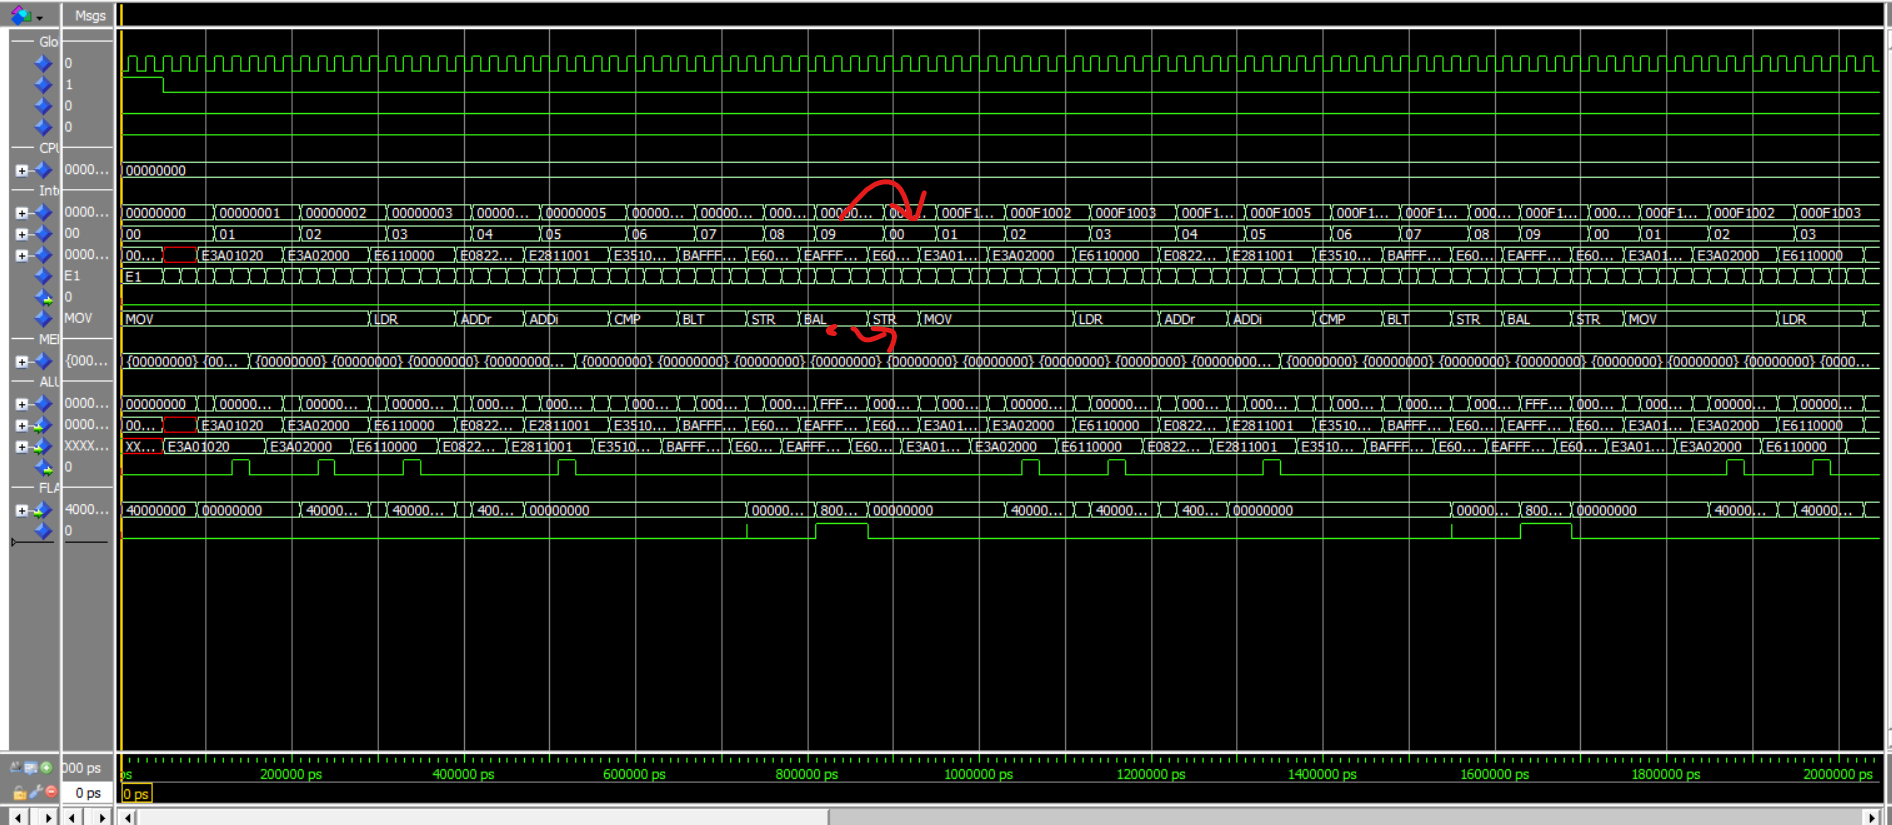 Msgs
Glo
0
1
0
0
CPU
0000... 00000000
Inte
0000... 00000000 00000001 00000002 00000003 00000... 00000005 00000... 00000... 000... 00000... 00... 000F1... 000F1002 000F1003 000F1... 000F1005 000F1... 000F1... 000... 000F1... 000... 000F1... 000F1002 000F1003
00 00 01 02 03 04 05 06 07 08 09 00 01 02 03 04 05 06 07 08 09 00 01 02 03
0000... 00... E3A01020 E3A02000 E6110000 E0822... E2811001 E3510... BAFFF... E60... EAFFF... E60... E3A01... E3A02000 E6110000 E0822... E2811001 E3510... BAFFF... E60... EAFFF... E60... E3A01... E3A02000 E6110000
E1 E1
0
MOV MOV LDR ADDr ADDi CMP BLT STR BAL STR MOV LDR ADDr ADDi CMP BLT STR BAL STR MOV LDR
MEI
{000... {00000000} {00... {00000000} {00000000} {00000000} {00000000... {00000000} {00000000} {00000000} {00000000} {00000000} {00000000} {00000000} {00000000} {00000000... {00000000} {00000000} {00000000} {00000000} {00000000} {00000000} {00000000} {0000...
ALU
0000... 00000000 00000... 00000... 00000... 000... 000... 000... 000... 000... FFF... 000... 000... 00000... 00000... 000... 000... 000... 000... 000... FFF... 000... 000... 00000... 00000...
0000... 00... E3A01020 E3A02000 E6110000 E0822... E2811001 E3510... BAFFF... E60... EAFFF... E60... E3A01... E3A02000 E6110000 E0822... E2811001 E3510... BAFFF... E60... EAFFF... E60... E3A01... E3A02000 E6110000
XXXX... XX... E3A01020 E3A02000 E6110000 E0822... E2811001 E3510... BAFFF... E60... EAFFF... E60... E3A01... E3A02000 E6110000 E0822... E2811001 E3510... BAFFF... E60... EAFFF... E60... E3A01... E3A02000 E6110000
0
FLA
4000... 40000000 00000000 40000... 40000... 400... 00000000 00000... 800... 00000000 40000... 40000... 400... 00000000 00000... 800... 00000000 40000... 40000...
0
000 ps ps 200000 ps 400000 ps 600000 ps 800000 ps 1000000 ps 1200000 ps 1400000 ps 1600000 ps 1800000 ps 2000000 ps
0 ps 0 ps